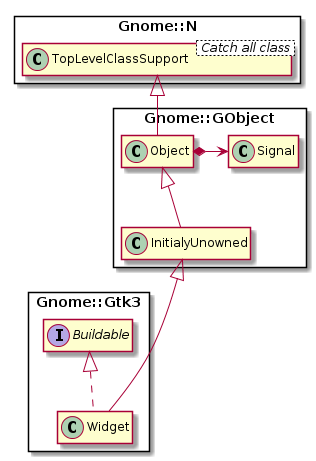 Gnome::N
Catch all class
C TopLevelClassSupport
Gnome::GObject
C Object
C Signal
C InitialyUnowned
Gnome::Gtk3
I Buildable
C Widget